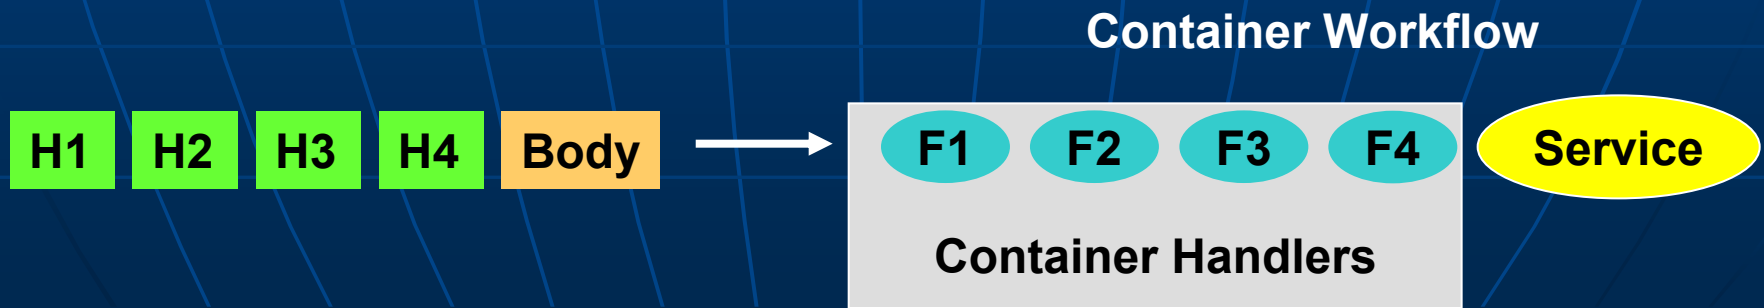 Container Workflow
H1 H2 H3 H4 Body F1 F2 F3 F4 Service
Container Handlers